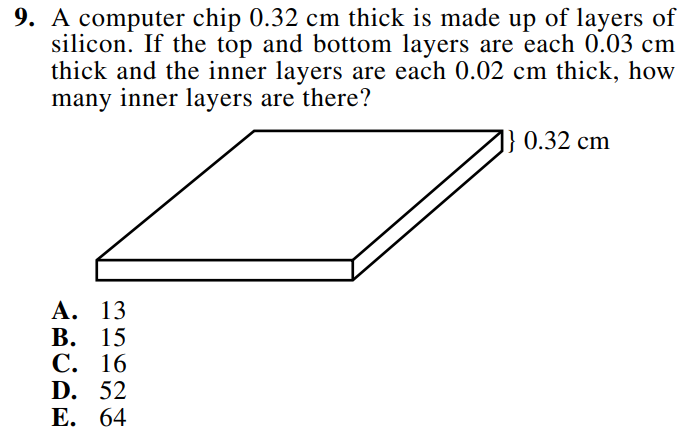 9. A computer chip 0.32 cm thick is made up of layers of
silicon. If the top and bottom layers are each 0.03 cm
thick and the inner layers are each 0.02 cm thick, how
many inner layers are there?
} 0.32 cm
A. 13
B. 15
C. 16
D. 52
E. 64